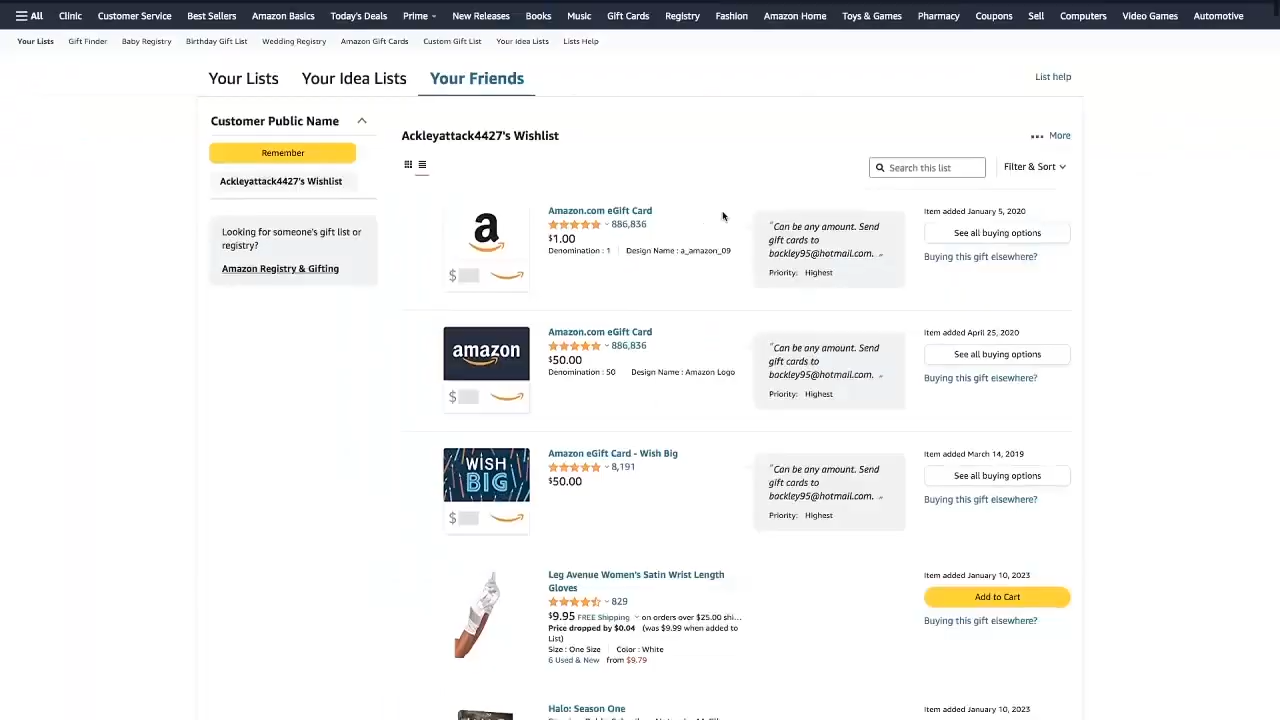 All Clinic Customer Service Best Sellers Amazon Basics Today's Deals Prime New Releases Books Music Gift Cards Registry Fashion Amazon Home Toys & Games Pharmacy Coupons Sell Computers Video Games Automotive
Your Lists Gift Finder Baby Registry Birthday Gift List Wedding Registry Amazon Gift Cards Custom Gift List Your Idea Lists Lists Help
Your Lists Your Idea Lists Your Friends List help
Customer Public Name
Remember
Ackleyattack4427's Wishlist
Looking for someone's gift list or
registry?
Amazon Registry & Gifting
Ackleyattack4427's Wishlist
More
Search this list
Filter & Sort
a
$
Amazon.com eGift Card
886,836
$1.00
Denomination : 1 Design Name : a_amazon_09
"Can be any amount. Send
gift cards to
backley95@hotmail.com. "
Priority: Highest
Item added January 5, 2020
See all buying options
Buying this gift elsewhere?
amazon
$
Amazon.com eGift Card
886,836
$50.00
Denomination : 50 Design Name : Amazon Logo
"Can be any amount. Send
gift cards to
backley95@hotmail.com. "
Priority: Highest
Item added April 25, 2020
See all buying options
Buying this gift elsewhere?
WISH
BIG
$
Amazon eGift Card - Wish Big
8,191
$50.00
"Can be any amount. Send
gift cards to
backley95@hotmail.com. "
Priority: Highest
Item added March 14, 2019
See all buying options
Buying this gift elsewhere?
Leg Avenue Women's Satin Wrist Length
Gloves
829
$9.95 FREE Shipping on orders over $25.00 shi...
Price dropped by $0.04 (was $9.99 when added to
List)
Size : One Size Color : White
6 Used & New from $9.79
Item added January 10, 2023
Add to Cart
Buying this gift elsewhere?
Halo: Season One
Item added January 10, 2023